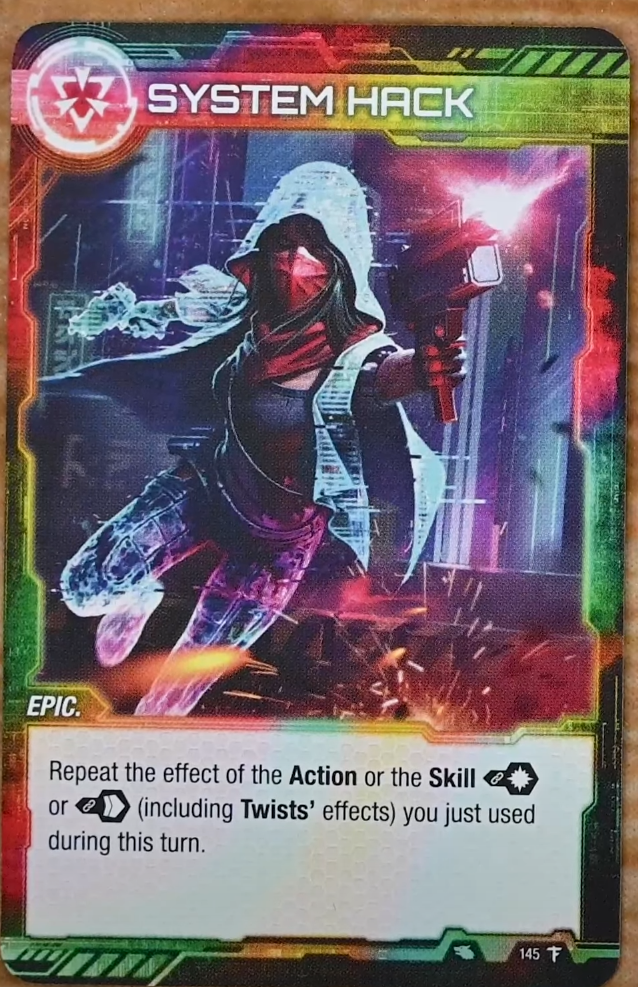 SYSTEM HACK
EPIC.
Repeat the effect of the Action or the Skill
or (including Twists' effects) you just used
during this turn.
145